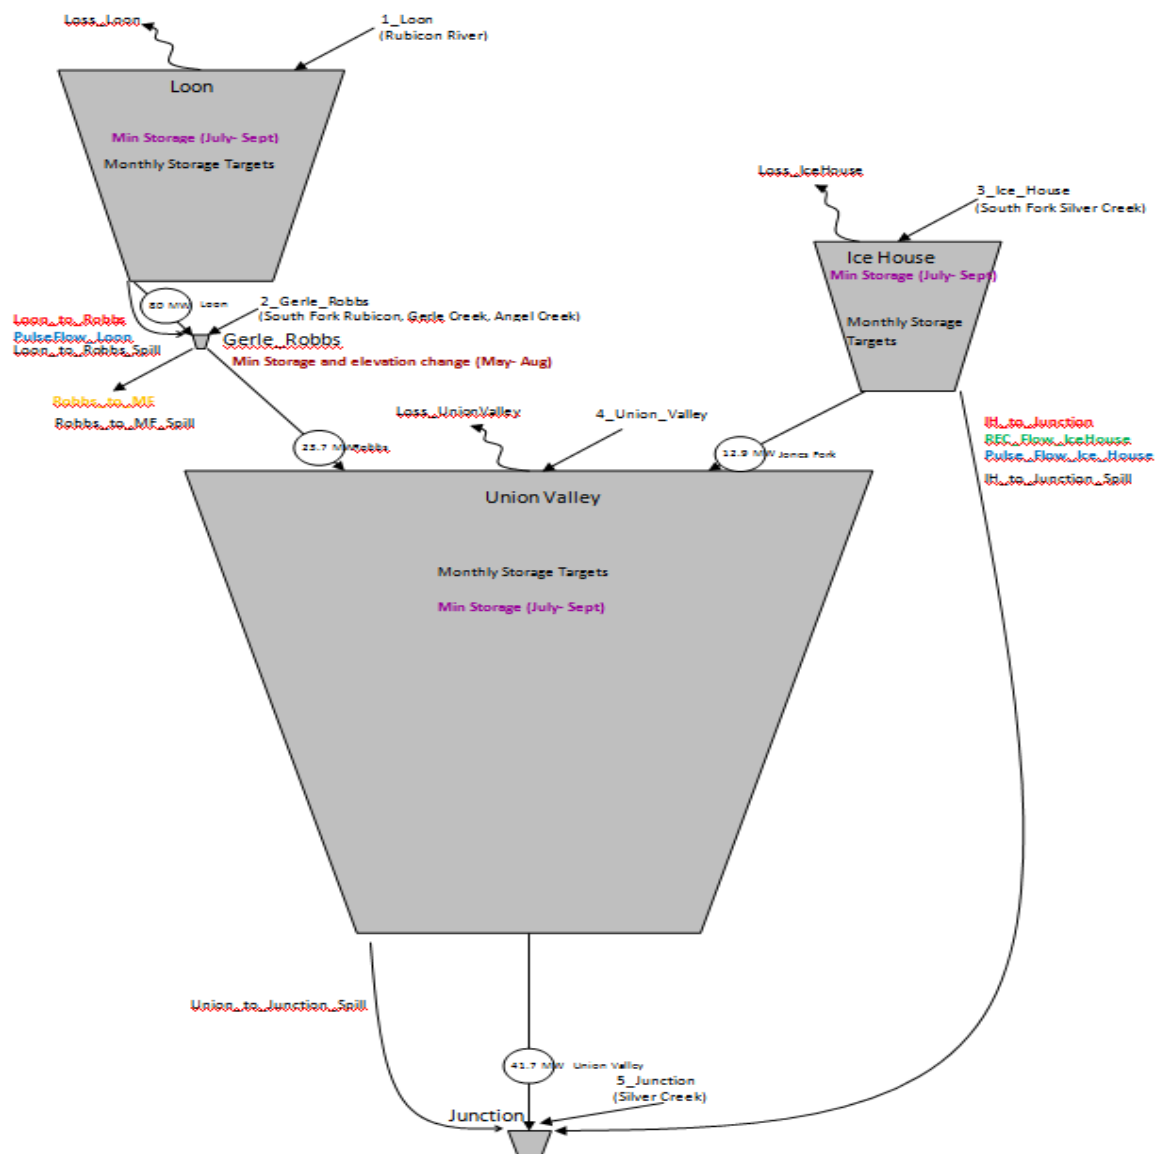 Loss_Loon
1_Loon
(Rubicon River)
Loon
Min Storage (July- Sept)
Monthly Storage Targets
Loss_IceHouse
3_Ice_House
(South Fork Silver Creek)
Ice House
Min Storage (July- Sept)
Monthly Storage
Targets
80 MW Loon
2_Gerle_Robbs
(South Fork Rubicon, Gerle Creek, Angel Creek)
Loon_to_Robbs
PulseFlow_Loon
Loon_to_Robbs_Spill
Gerle_Robbs
Min Storage and elevation change (May- Aug)
Robbs_to_MF
Robbs_to_MF_Spill
Loss_UnionValley
4_Union_Valley
23.7 MW Robbs
12.9 MW Jones Fork
IH_to_Junction
REC_Flow_IceHouse
Pulse_Flow_Ice_House
IH_to_Junction_Spill
Union Valley
Monthly Storage Targets
Min Storage (July- Sept)
Union_to_Junction_Spill
41.7 MW Union Valley
5_Junction
(Silver Creek)
Junction